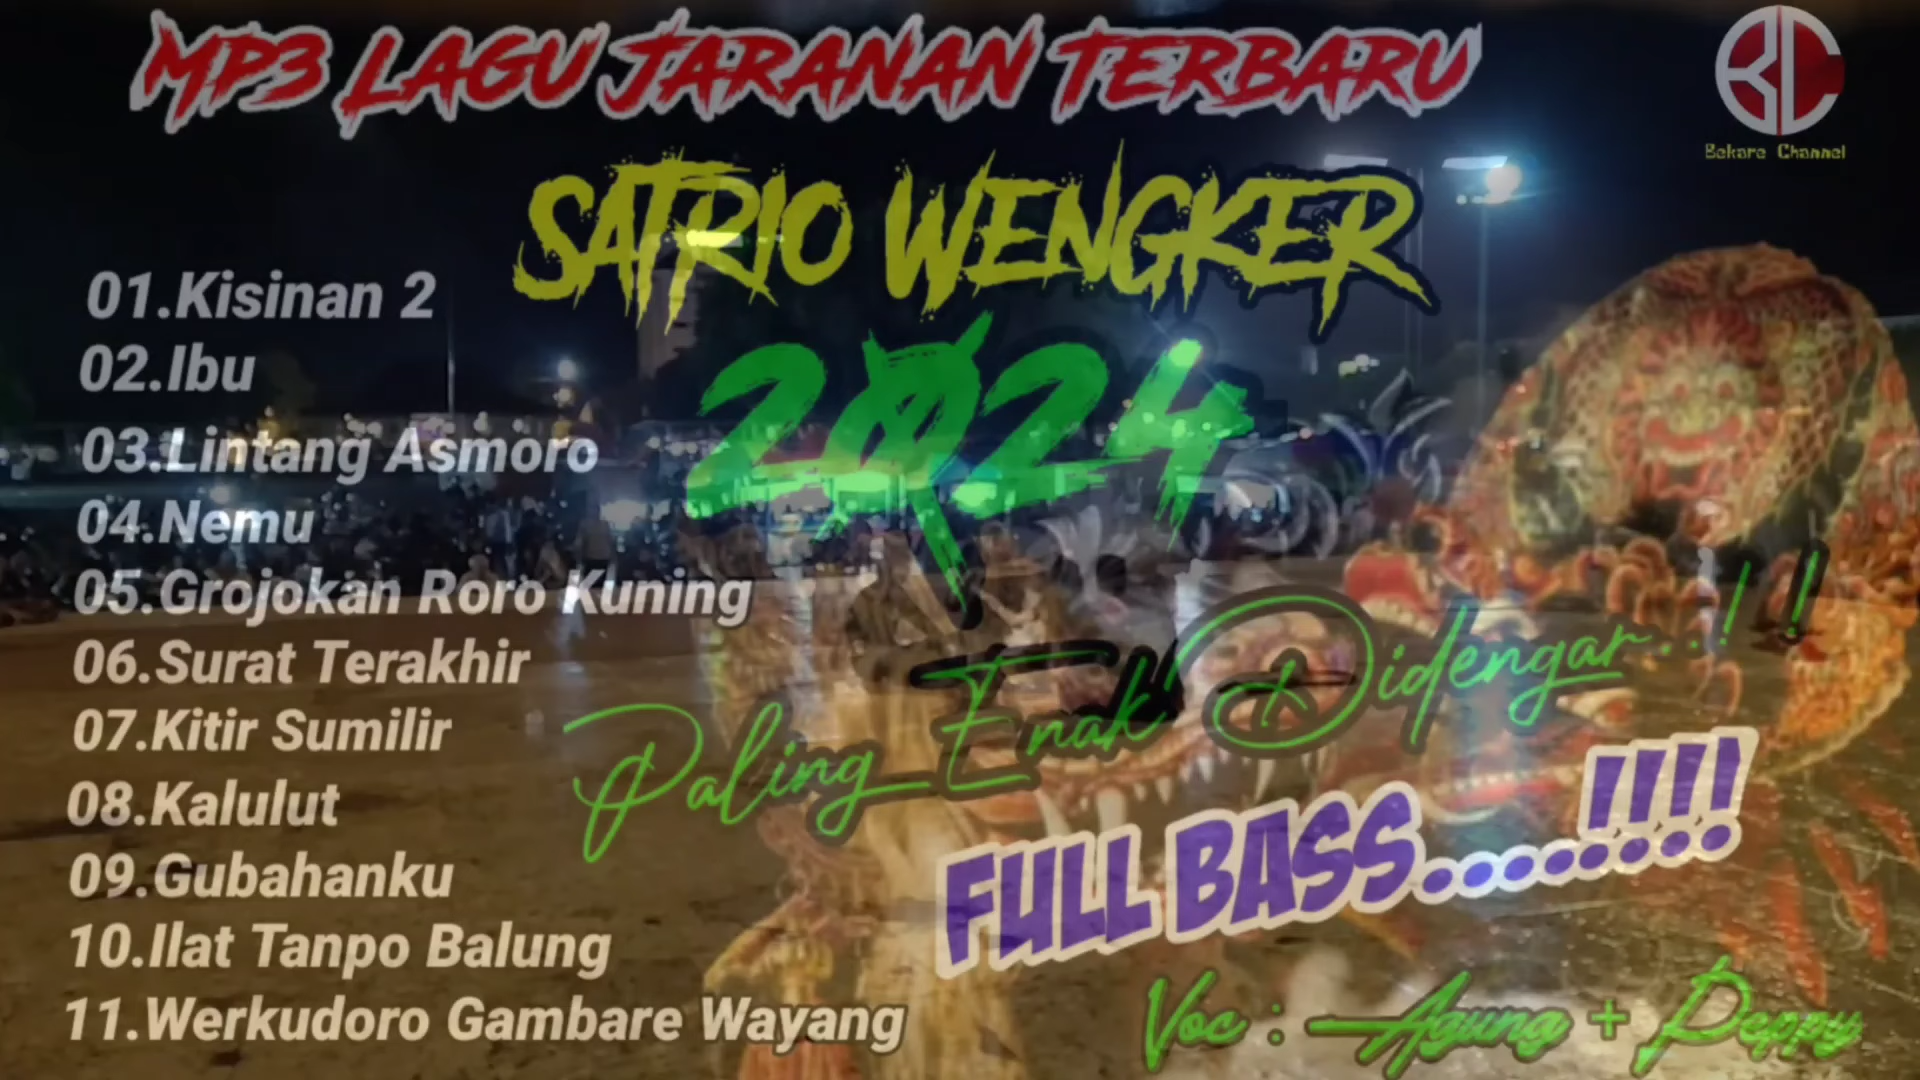 MP3 LAGU JARANAN TERBARU
Bekare Channel
SATRIO WENGKER
2024
01.Kisinan 2
02.Ibu
03.Lintang Asmoro
04.Nemu
05.Grojokan Roro Kuning
06.Surat Terakhir
07.Kitir Sumilir
08.Kalulut
09.Gubahanku
10.Ilat Tanpo Balung
11.Werkudoro Gambare Wayang
Paling Enak Didengar..!!
FULL BASS........!!!!
Voc : Agung + Peppy